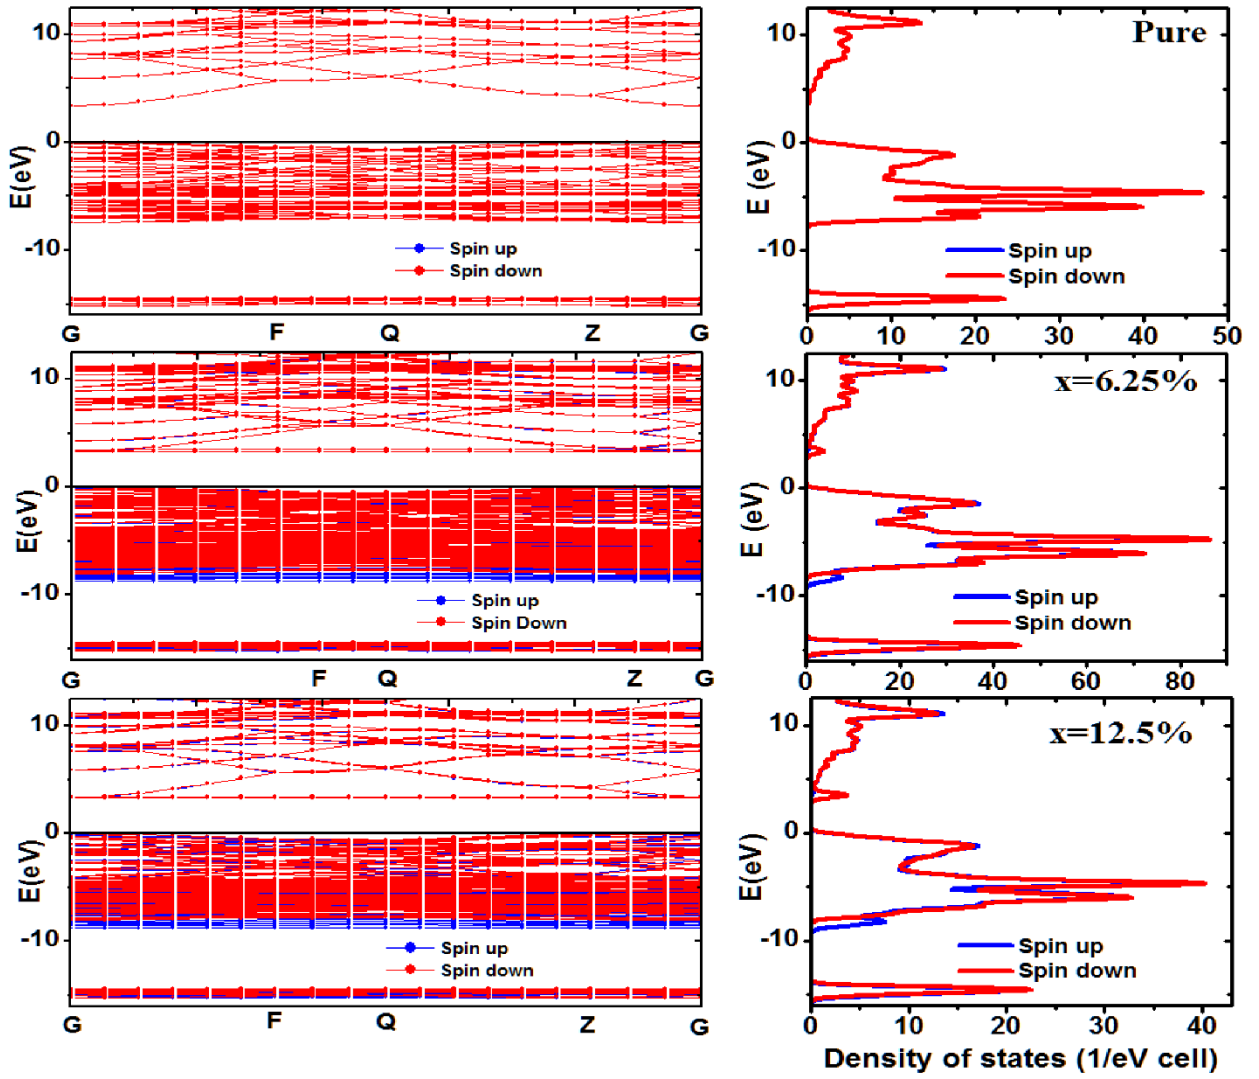 10
0
-10
E(eV)
Spin up
Spin down
G F Q Z G
Pure
10
0
-10
E (eV)
Spin up
Spin down
0 10 20 30 40 50
10
0
-10
E(eV)
Spin up
Spin Down
G F Q Z G
x=6.25%
10
0
-10
E (eV)
Spin up
Spin down
0 20 40 60 80
10
0
-10
E(eV)
Spin up
Spin down
G F Q Z G
x=12.5%
10
0
-10
E(eV)
Spin up
Spin down
0 10 20 30 40
Density of states (1/eV cell)